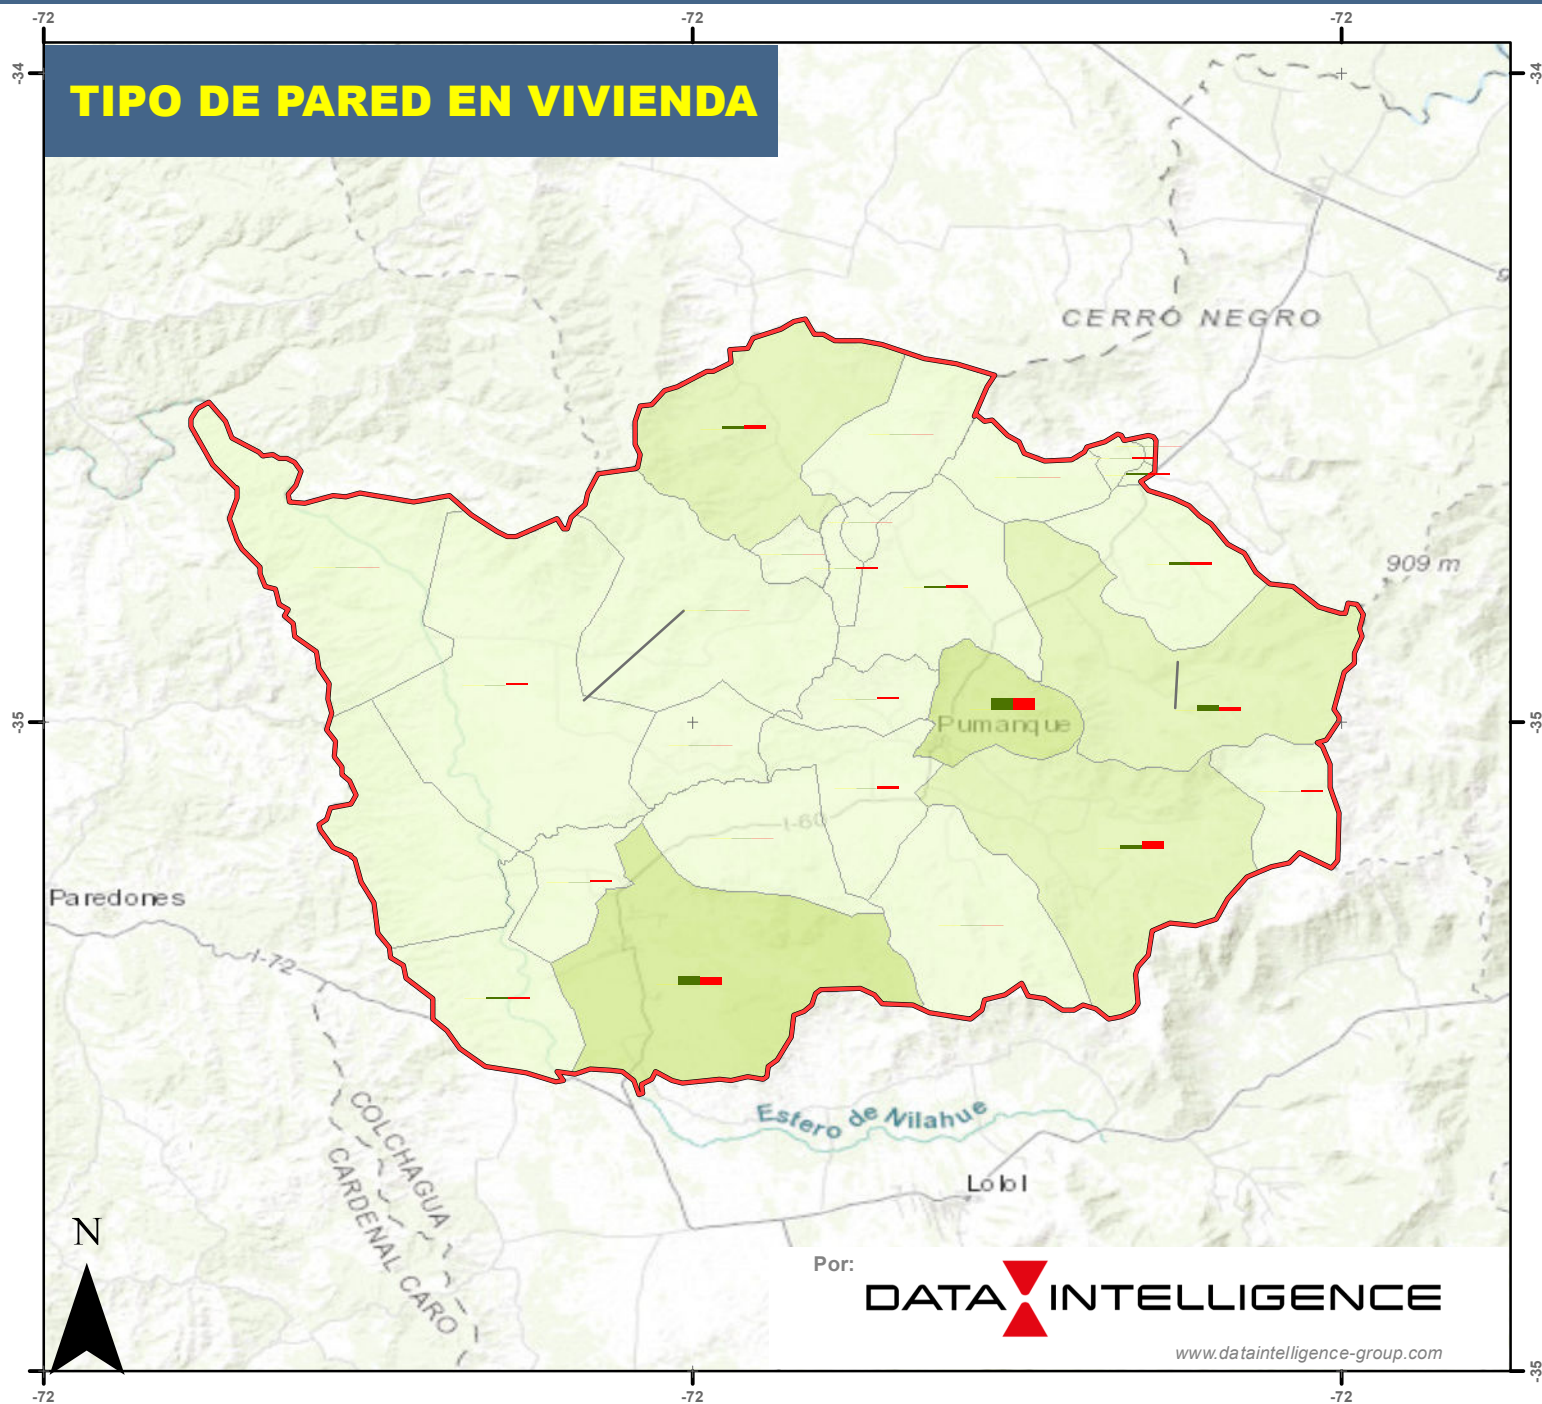 -72
-72
-72
-34
-34
TIPO DE PARED EN VIVIENDA
CERRO NEGRO
9
909 m
-35
-35
Pumanque
I-60
Paredones
I-72
COLCHAGUA
CARDENAL CARO
Estero de Nilahue
Lolol
N
Por:
DATA INTELLIGENCE
www.dataintelligence-group.com
-35
-72
-72
-72